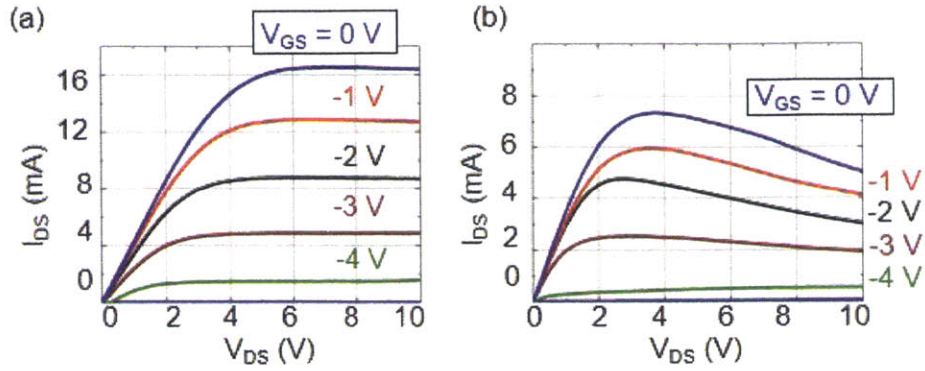 (a)
V_GS = 0 V
16
-1 V
12
-2 V
8
-3 V
4
-4 V
0
I_DS (mA)
0 2 4 6 8 10
V_DS (V)
(b)
8
V_GS = 0 V
6
4
-1 V
-2 V
2
-3 V
0
-4 V
I_DS (mA)
0 2 4 6 8 10
V_DS (V)